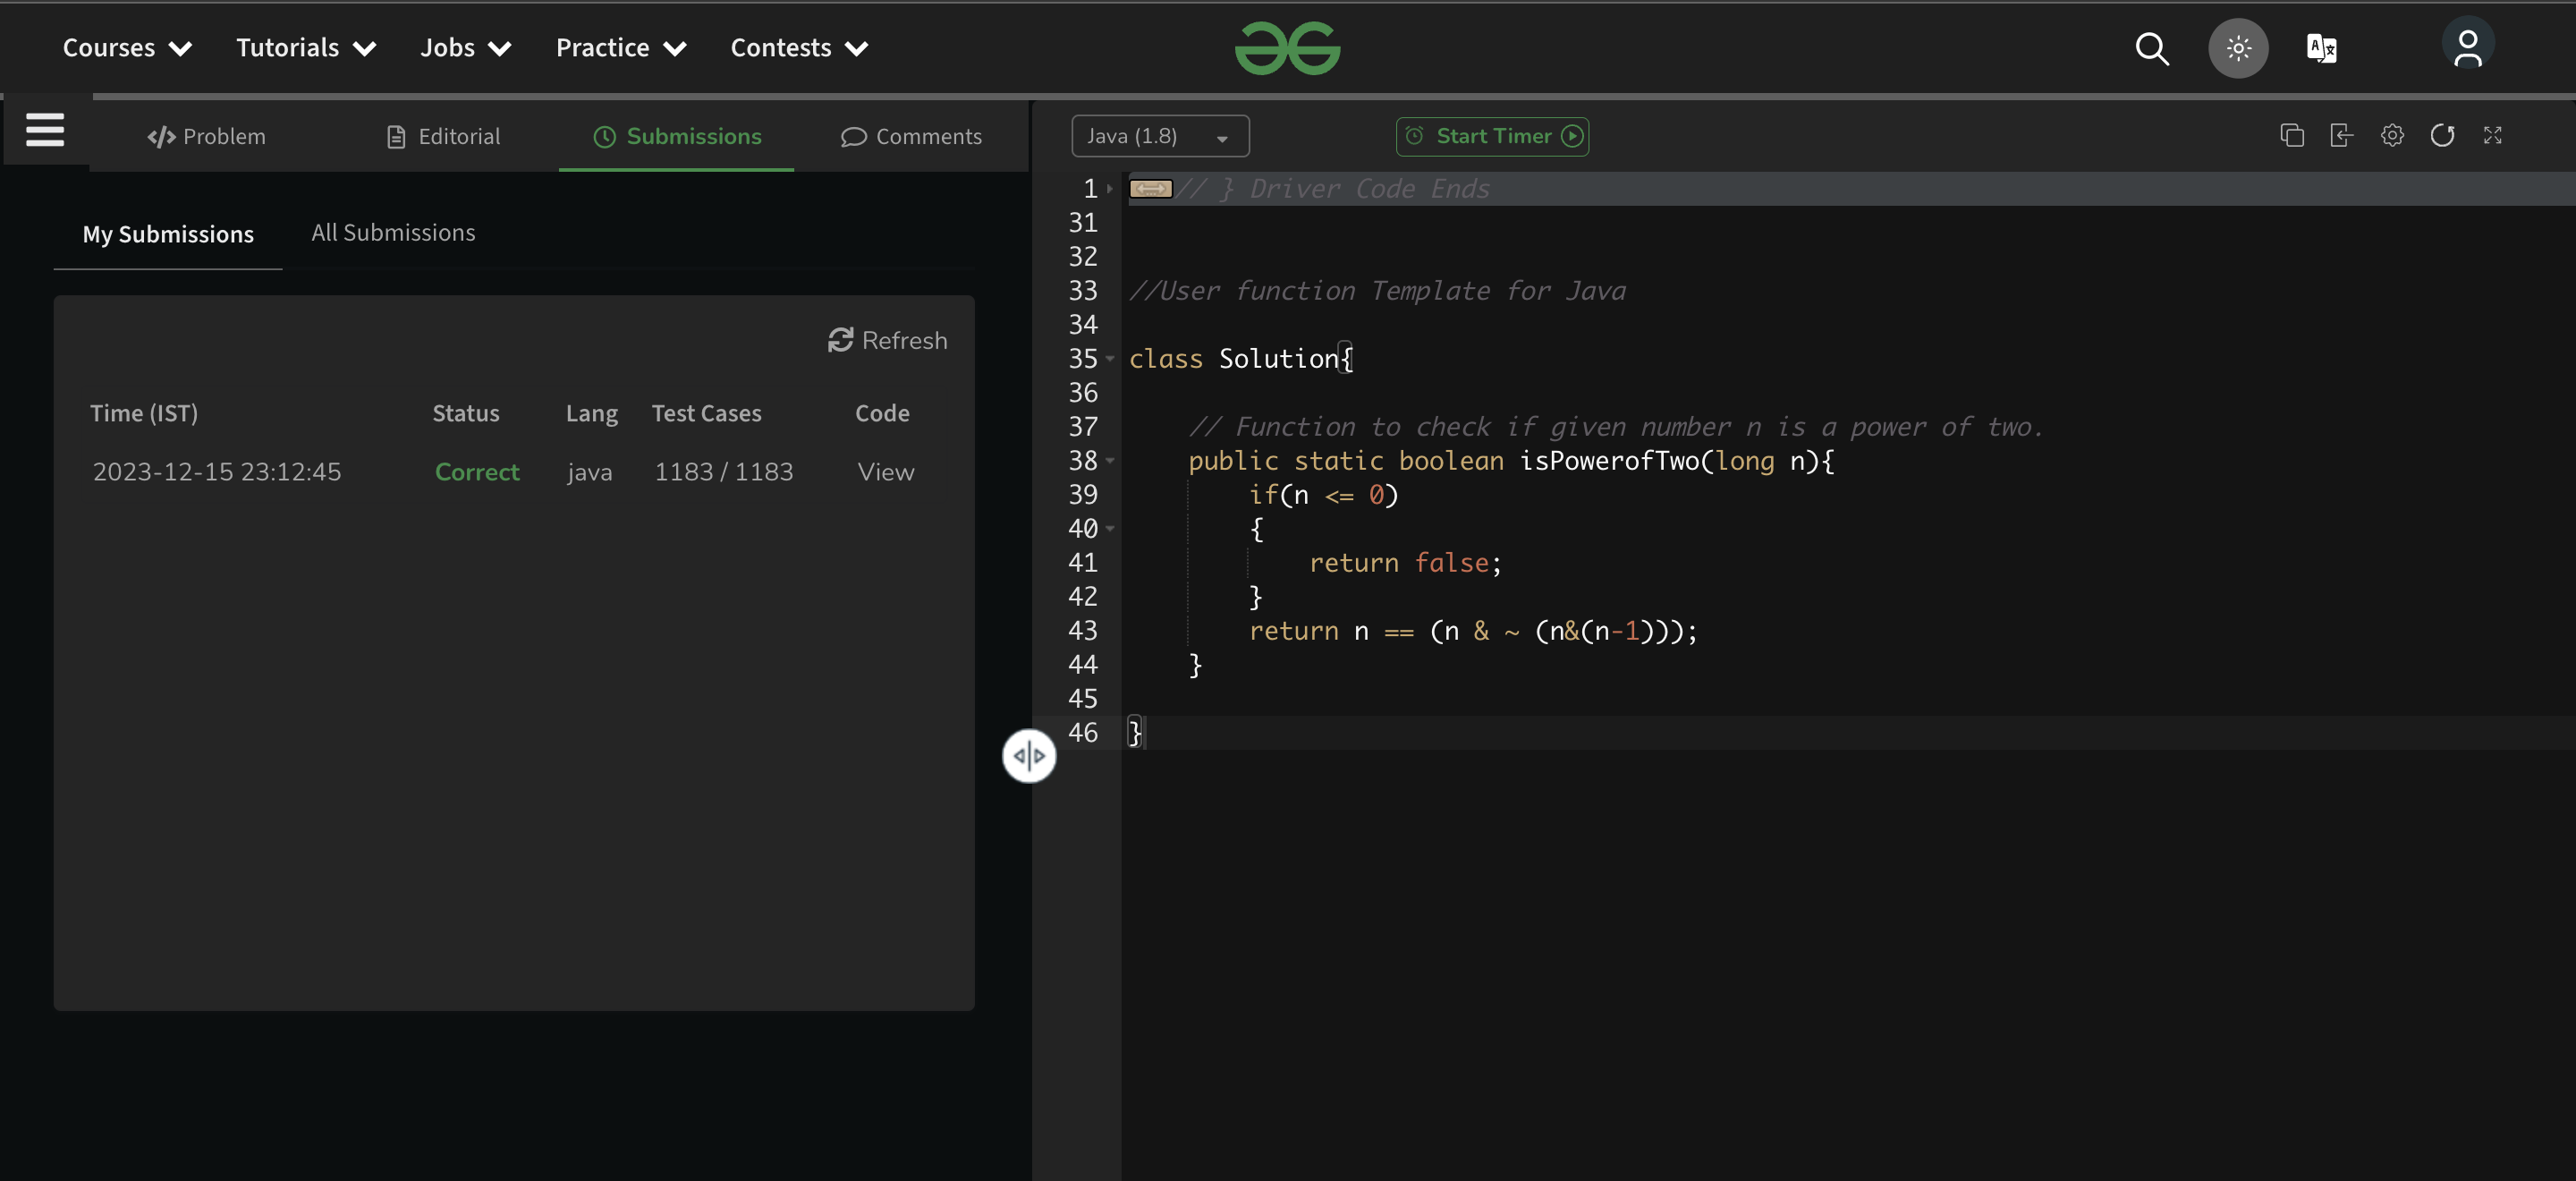 Courses Tutorials Jobs Practice Contests
Problem Editorial Submissions Comments
My Submissions All Submissions
Refresh
Time (IST) Status Lang Test Cases Code
2023-12-15 23:12:45 Correct java 1183 / 1183 View
Java (1.8) Start Timer
1 // } Driver Code Ends
31
32
33 //User function Template for Java
34
35 class Solution{
36
37 // Function to check if given number n is a power of two.
38 public static boolean isPowerofTwo(long n){
39 if(n <= 0)
40 {
41 return false;
42 }
43 return n == (n & ~ (n&(n-1)));
44 }
45
46 }